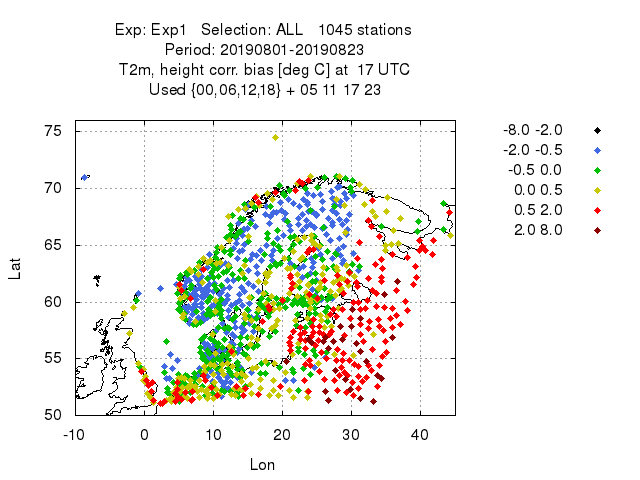 Exp: Exp1 Selection: ALL 1045 stations
Period: 20190801-20190823
T2m, height corr. bias [deg C] at 17 UTC
Used {00,06,12,18} + 05 11 17 23
-8.0 -2.0
-2.0 -0.5
-0.5 0.0
0.0 0.5
0.5 2.0
2.0 8.0
75
70
65
60
55
50
Lat
-10 0 10 20 30 40
Lon